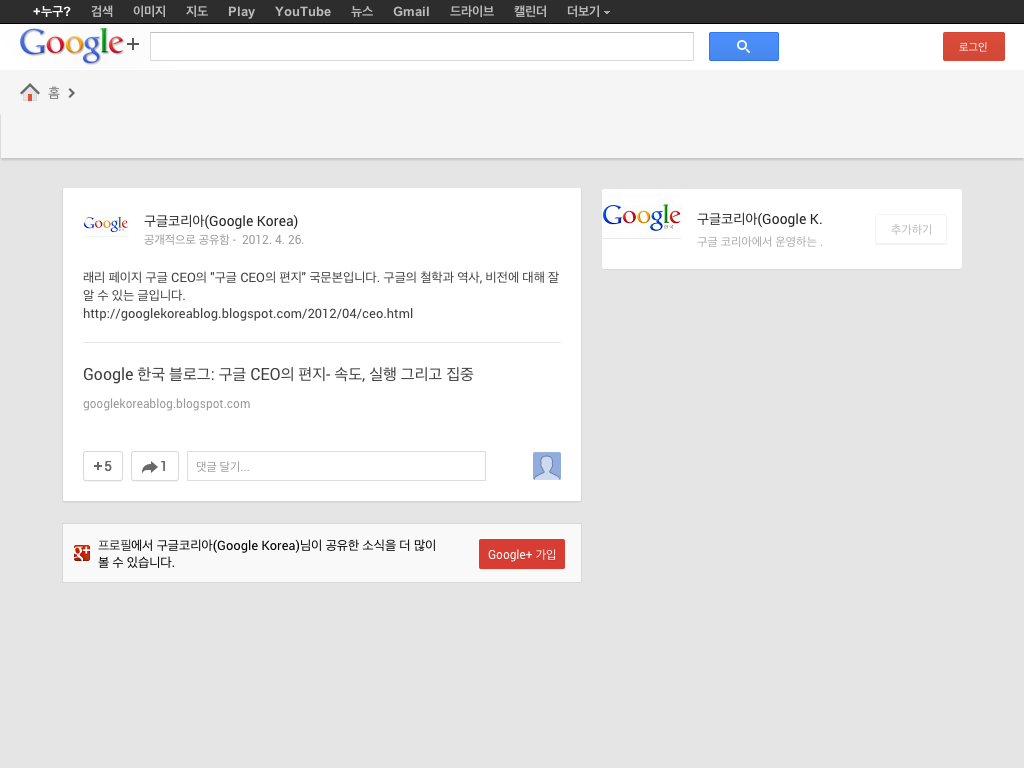 +누구? 검색 이미지 지도 Play YouTube 뉴스 Gmail 드라이브 캘린더 더보기
Google+
로그인
홈
Google
구글코리아(Google Korea)
공개적으로 공유함 - 2012. 4. 26.
래리 페이지 구글 CEO의 "구글 CEO의 편지" 국문본입니다. 구글의 철학과 역사, 비전에 대해 잘
알 수 있는 글입니다.
http://googlekoreablog.blogspot.com/2012/04/ceo.html
Google 한국 블로그: 구글 CEO의 편지- 속도, 실행 그리고 집중
googlekoreablog.blogspot.com
+5 1 댓글 달기...
g+ 프로필에서 구글코리아(Google Korea)님이 공유한 소식을 더 많이
볼 수 있습니다.
Google+ 가입
Google
한국
구글코리아(Google K.
구글 코리아에서 운영하는 .
추가하기